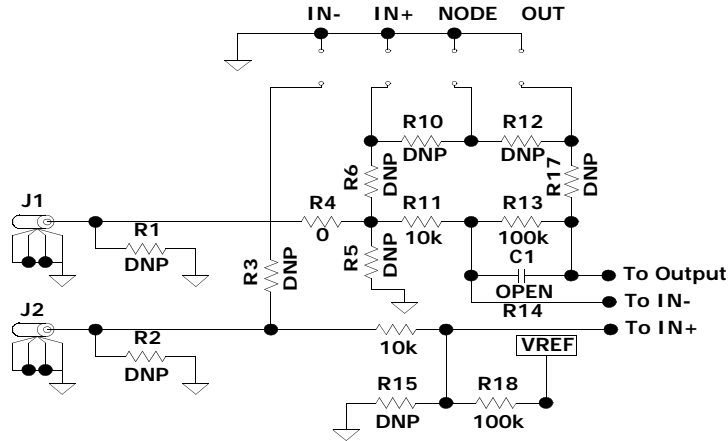 IN- IN+ NODE OUT
R10 R12
DNP DNP
R6 DNP R17 DNP
J1 R4 R11 R13
R1 0 10k 100k
DNP R3 DNP R5 DNP C1
OPEN To Output
To IN-
J2 R14 To IN+
R2 10k VREF
DNP R15 R18
DNP 100k